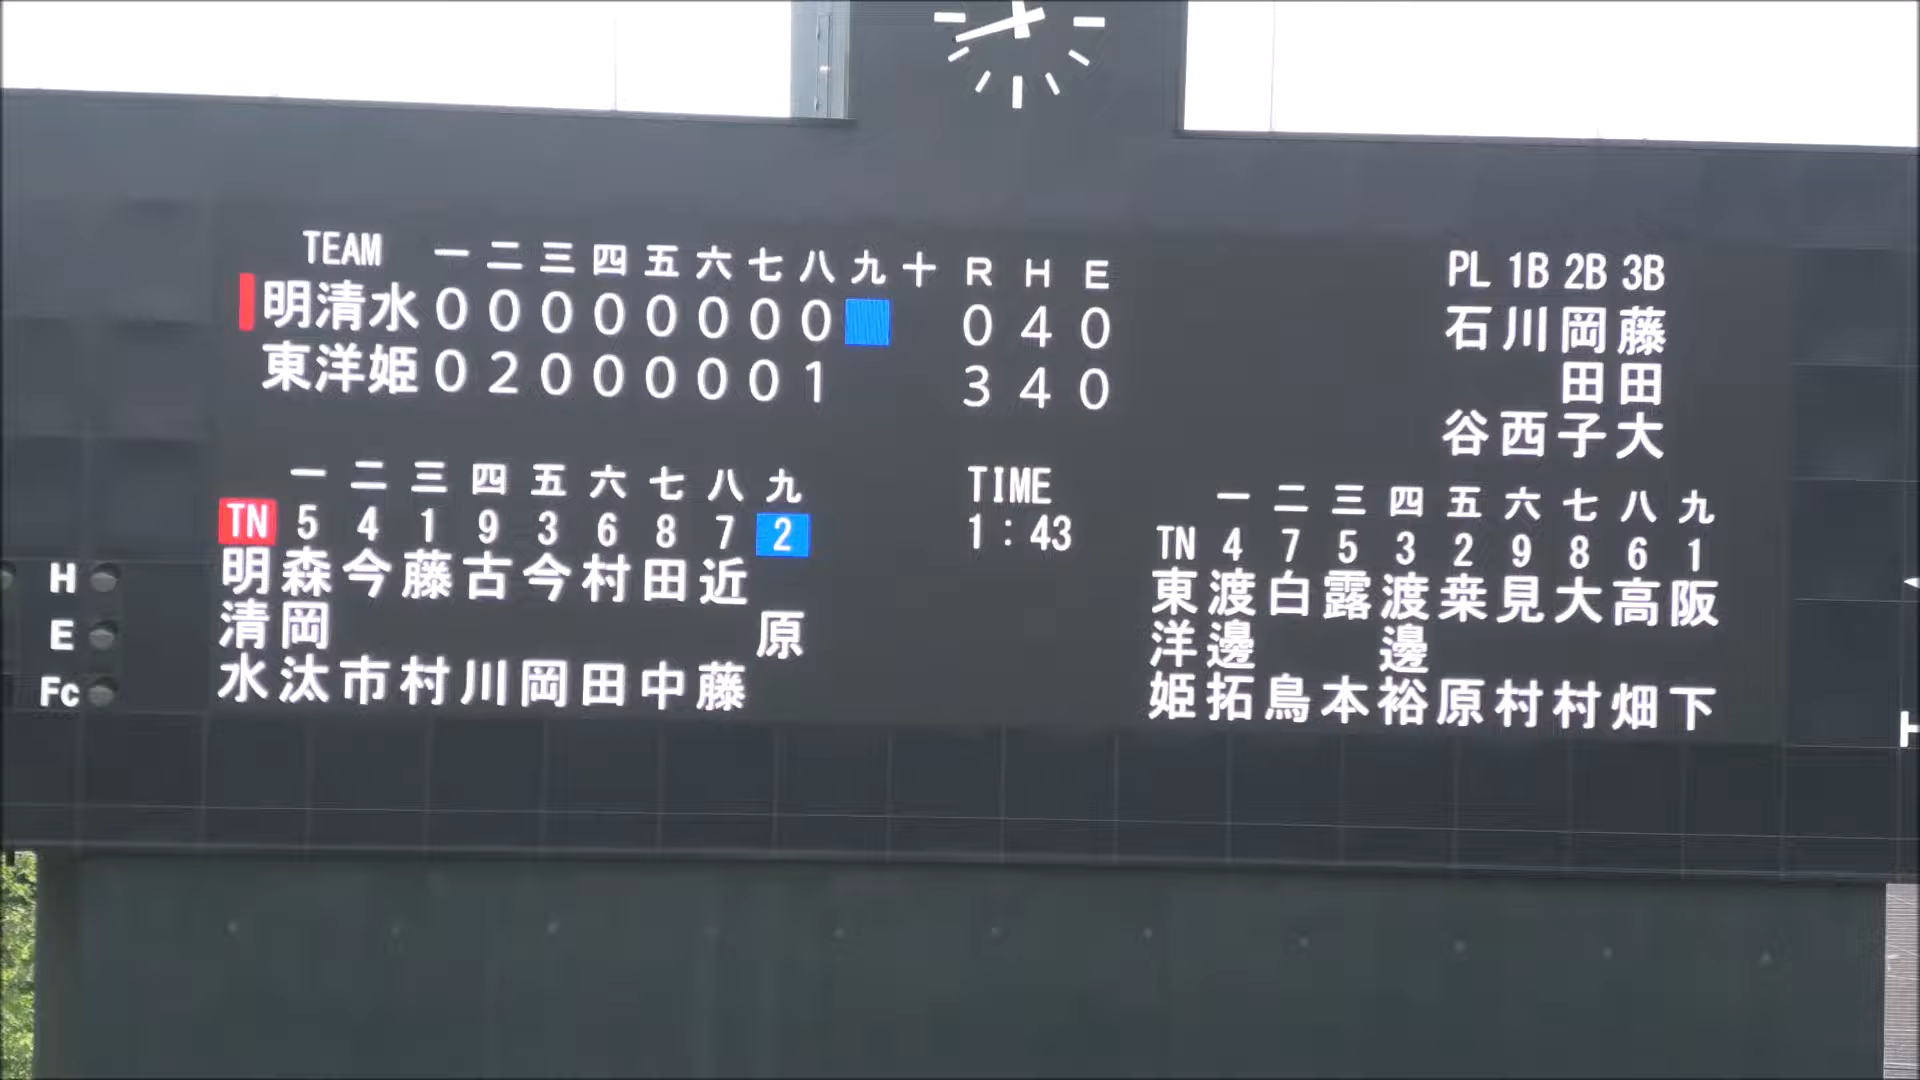 TEAM 一 二 三 四 五 六 七 八 九 十 R H E
明清水 0 0 0 0 0 0 0 0 0 4 0
東洋姫 0 2 0 0 0 0 0 1 3 4 0
PL 1B 2B 3B
石 川 岡 藤
田 田
谷 西 子 大
一 二 三 四 五 六 七 八 九
TN 5 4 1 9 3 6 8 7 2
明 森 今 藤 古 今 村 田 近
清 岡 原
水 汰 市 村 川 岡 田 中 藤
TIME
1:43
一 二 三 四 五 六 七 八 九
TN 4 7 5 3 2 9 8 6 1
東 渡 白 露 渡 桒 見 大 高 阪
洋 邊 邊
姫 拓 鳥 本 裕 原 村 村 畑 下
H
E
Fc
H